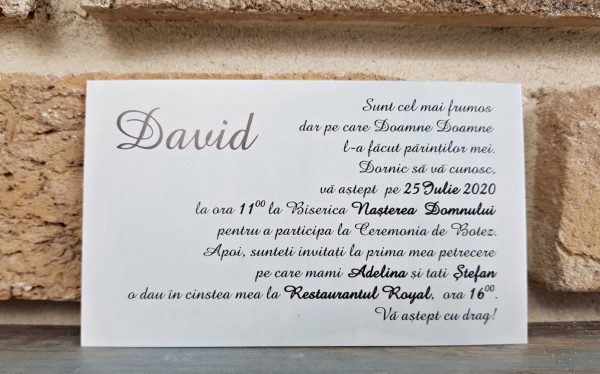 David
Sunt cel mai frumos
dar pe care Doamne Doamne
l-a făcut părinților mei.
Dornic să vă cunosc,
vă aștept pe 25 Iulie 2020
la ora 11⁰⁰ la Biserica Nașterea Domnului
pentru a participa la Ceremonia de Botez.
Apoi, sunteti invitați la prima mea petrecere
pe care mami Adelina și tati Ștefan
o dau în cinstea mea la Restaurantul Royal, ora 16⁰⁰.
Vă aștept cu drag!